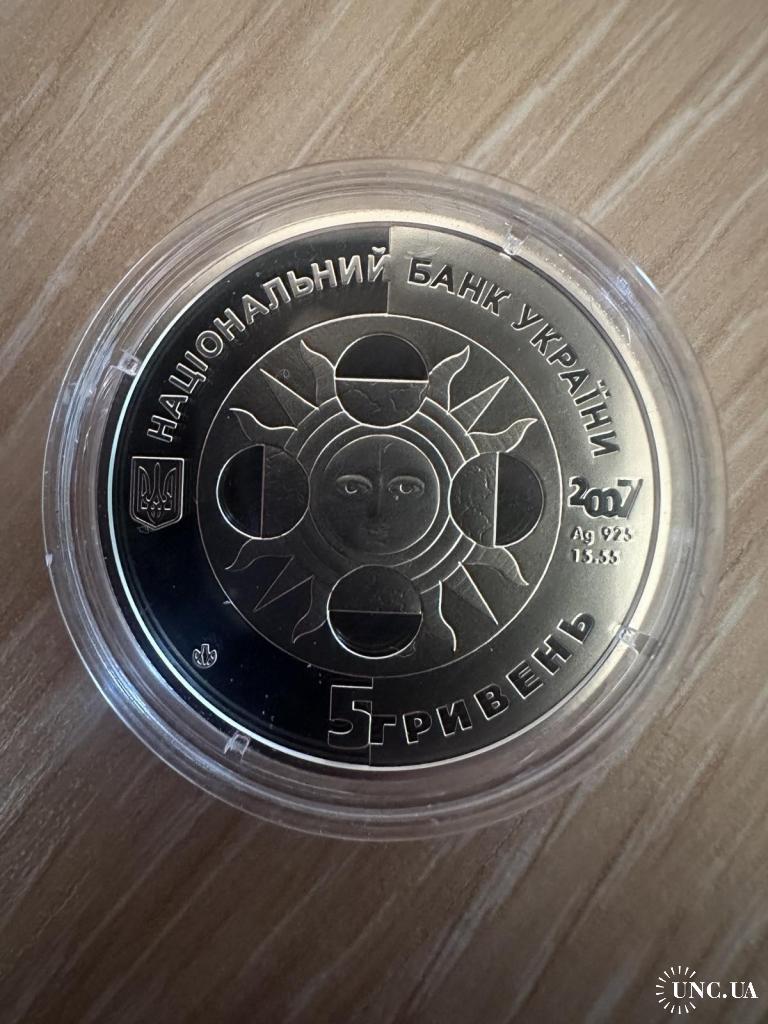 НАЦІОНАЛЬНИЙ БАНК УКРАЇНИ
2007
Ag 925
15.55
5 ГРИВЕНЬ
UNC.UA